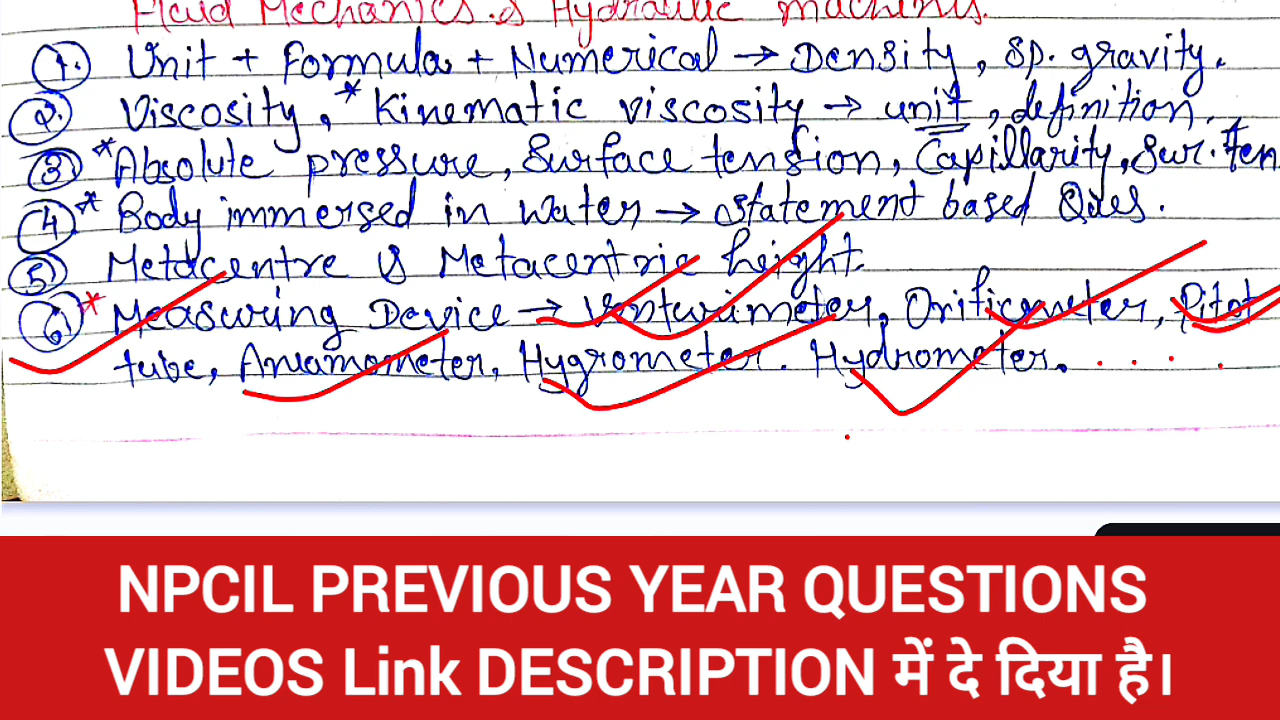 Fluid Mechanics & Hydraulic machines.
1. Unit + Formula + Numerical → Density, Sp. gravity.
2. Viscosity, * Kinematic viscosity → unit, definition.
3 * Absolute pressure, Surface tension, Capillarity, Sur. Ten
4 * Body immersed in water → Statement based Ques.
5 Metacentre & Metacentric height.
6 * Measuring Device → Venturimeter, Orificemeter, Pitot
tube, Aneamometer, Hygrometer. Hydrometer. . . . .
NPCIL PREVIOUS YEAR QUESTIONS
VIDEOS Link DESCRIPTION में दे दिया है।